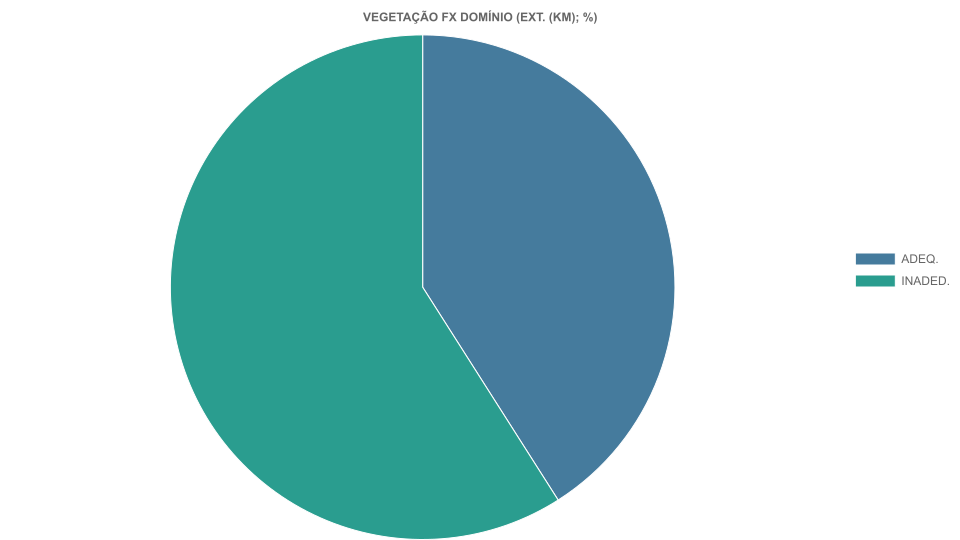 VEGETAÇÃO FX DOMÍNIO (EXT. (KM); %)
ADEQ.
INADED.